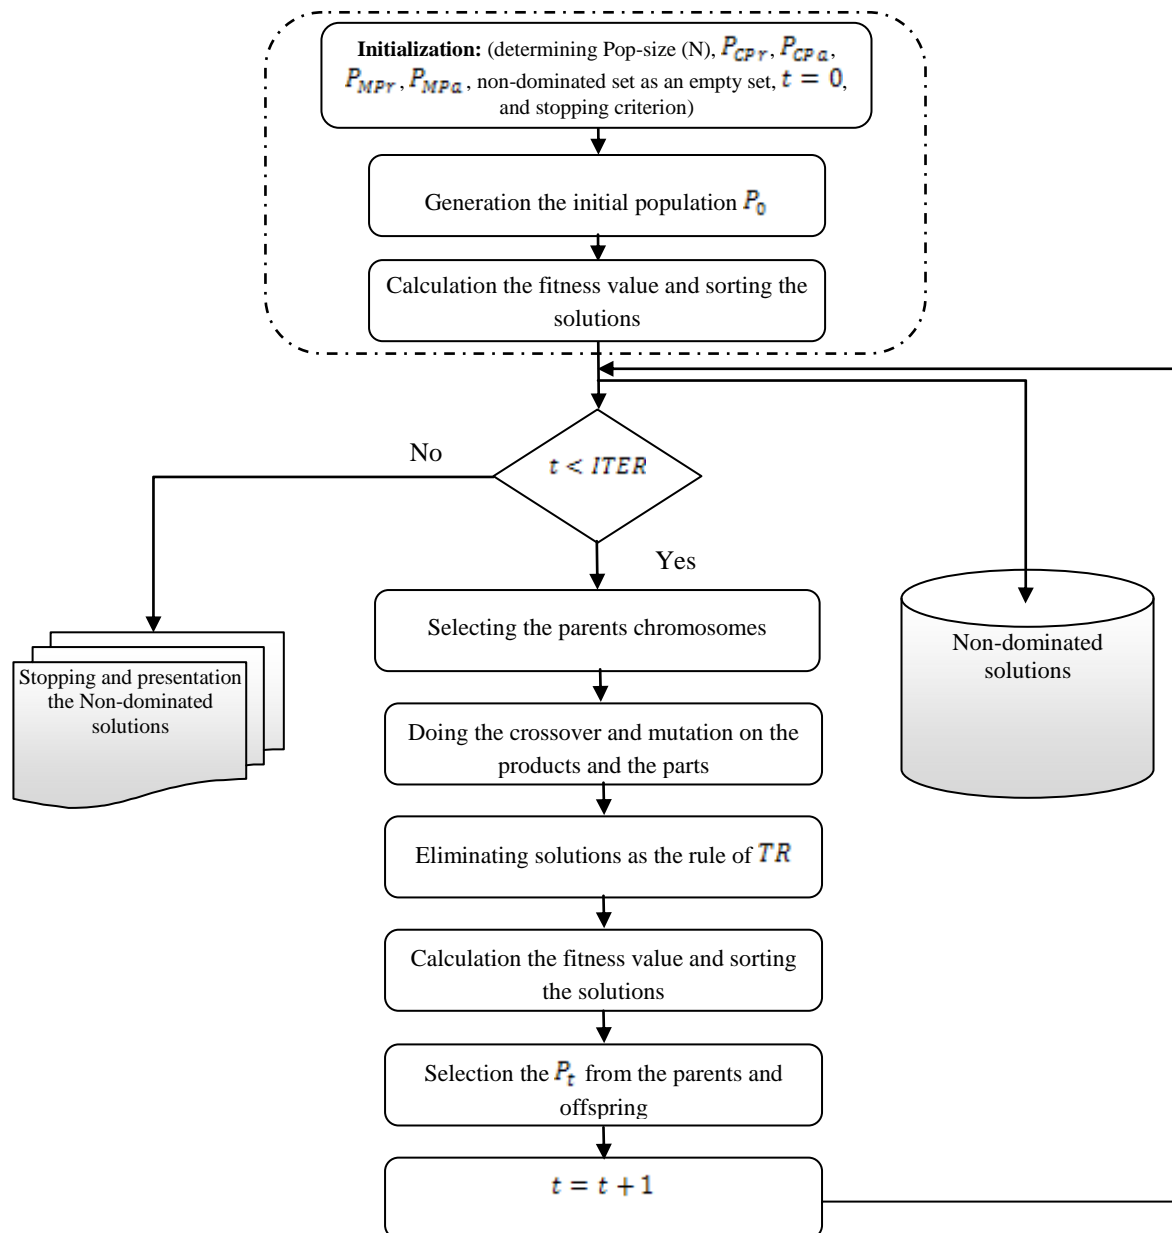 Initialization: (determining Pop-size (N), P_CPr, P_CPa,
P_MPr, P_MPa, non-dominated set as an empty set, t = 0,
and stopping criterion)
Generation the initial population P_0
Calculation the fitness value and sorting the
solutions
No
t < ITER
Yes
Selecting the parents chromosomes
Non-dominated
solutions
Stopping and presentation
the Non-dominated
solutions
Doing the crossover and mutation on the
products and the parts
Eliminating solutions as the rule of TR
Calculation the fitness value and sorting
the solutions
Selection the P_t from the parents and
offspring
t = t + 1